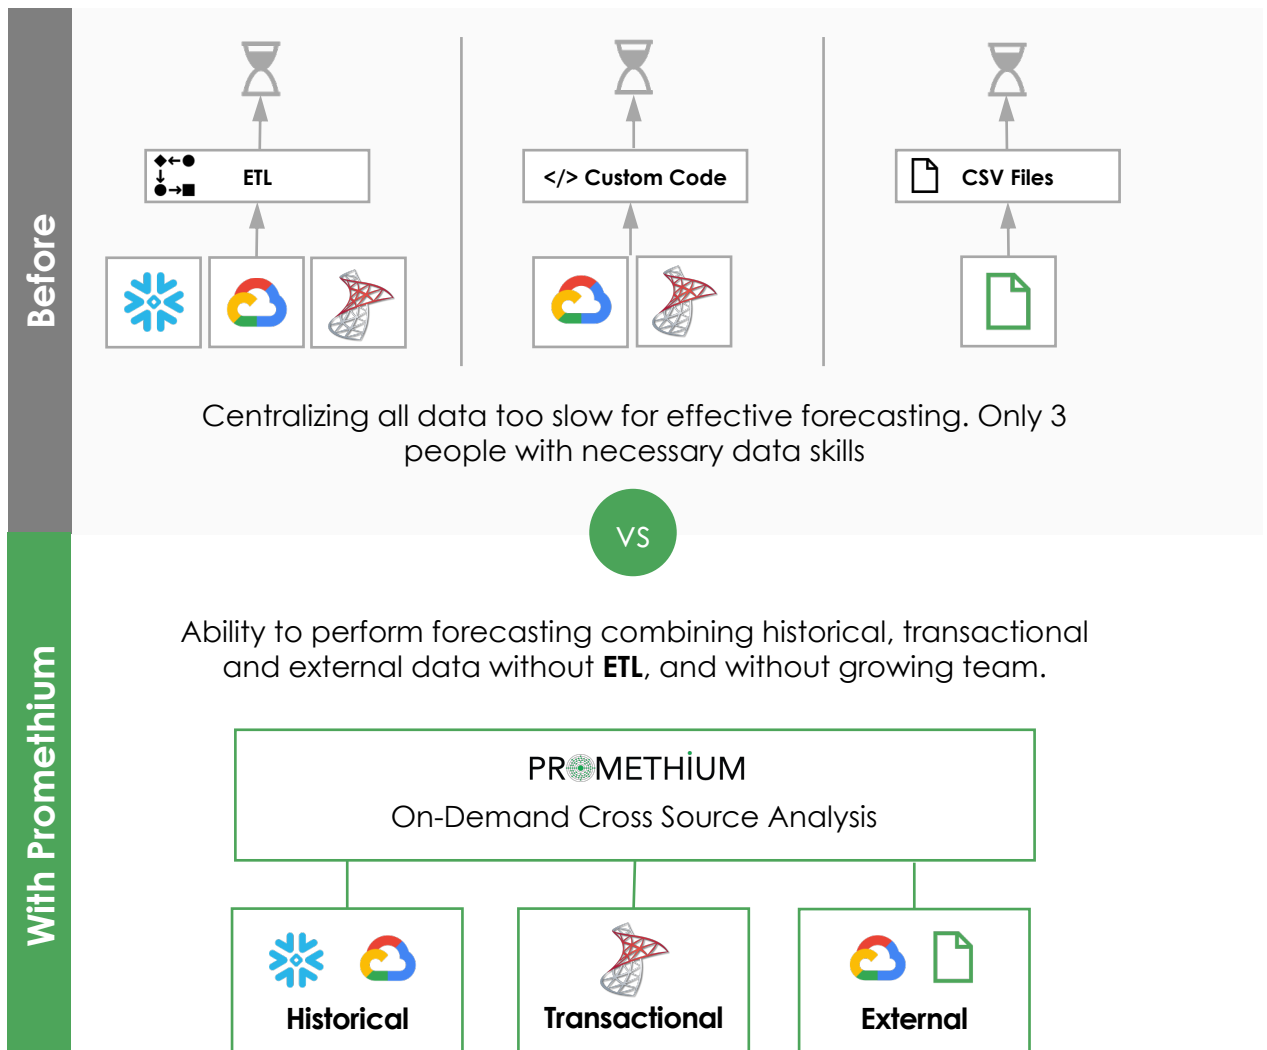 Before
ETL
</> Custom Code
CSV Files
Centralizing all data too slow for effective forecasting. Only 3
people with necessary data skills
VS
With Promethium
Ability to perform forecasting combining historical, transactional
and external data without ETL, and without growing team.
PROMETHIUM
On-Demand Cross Source Analysis
Historical
Transactional
External